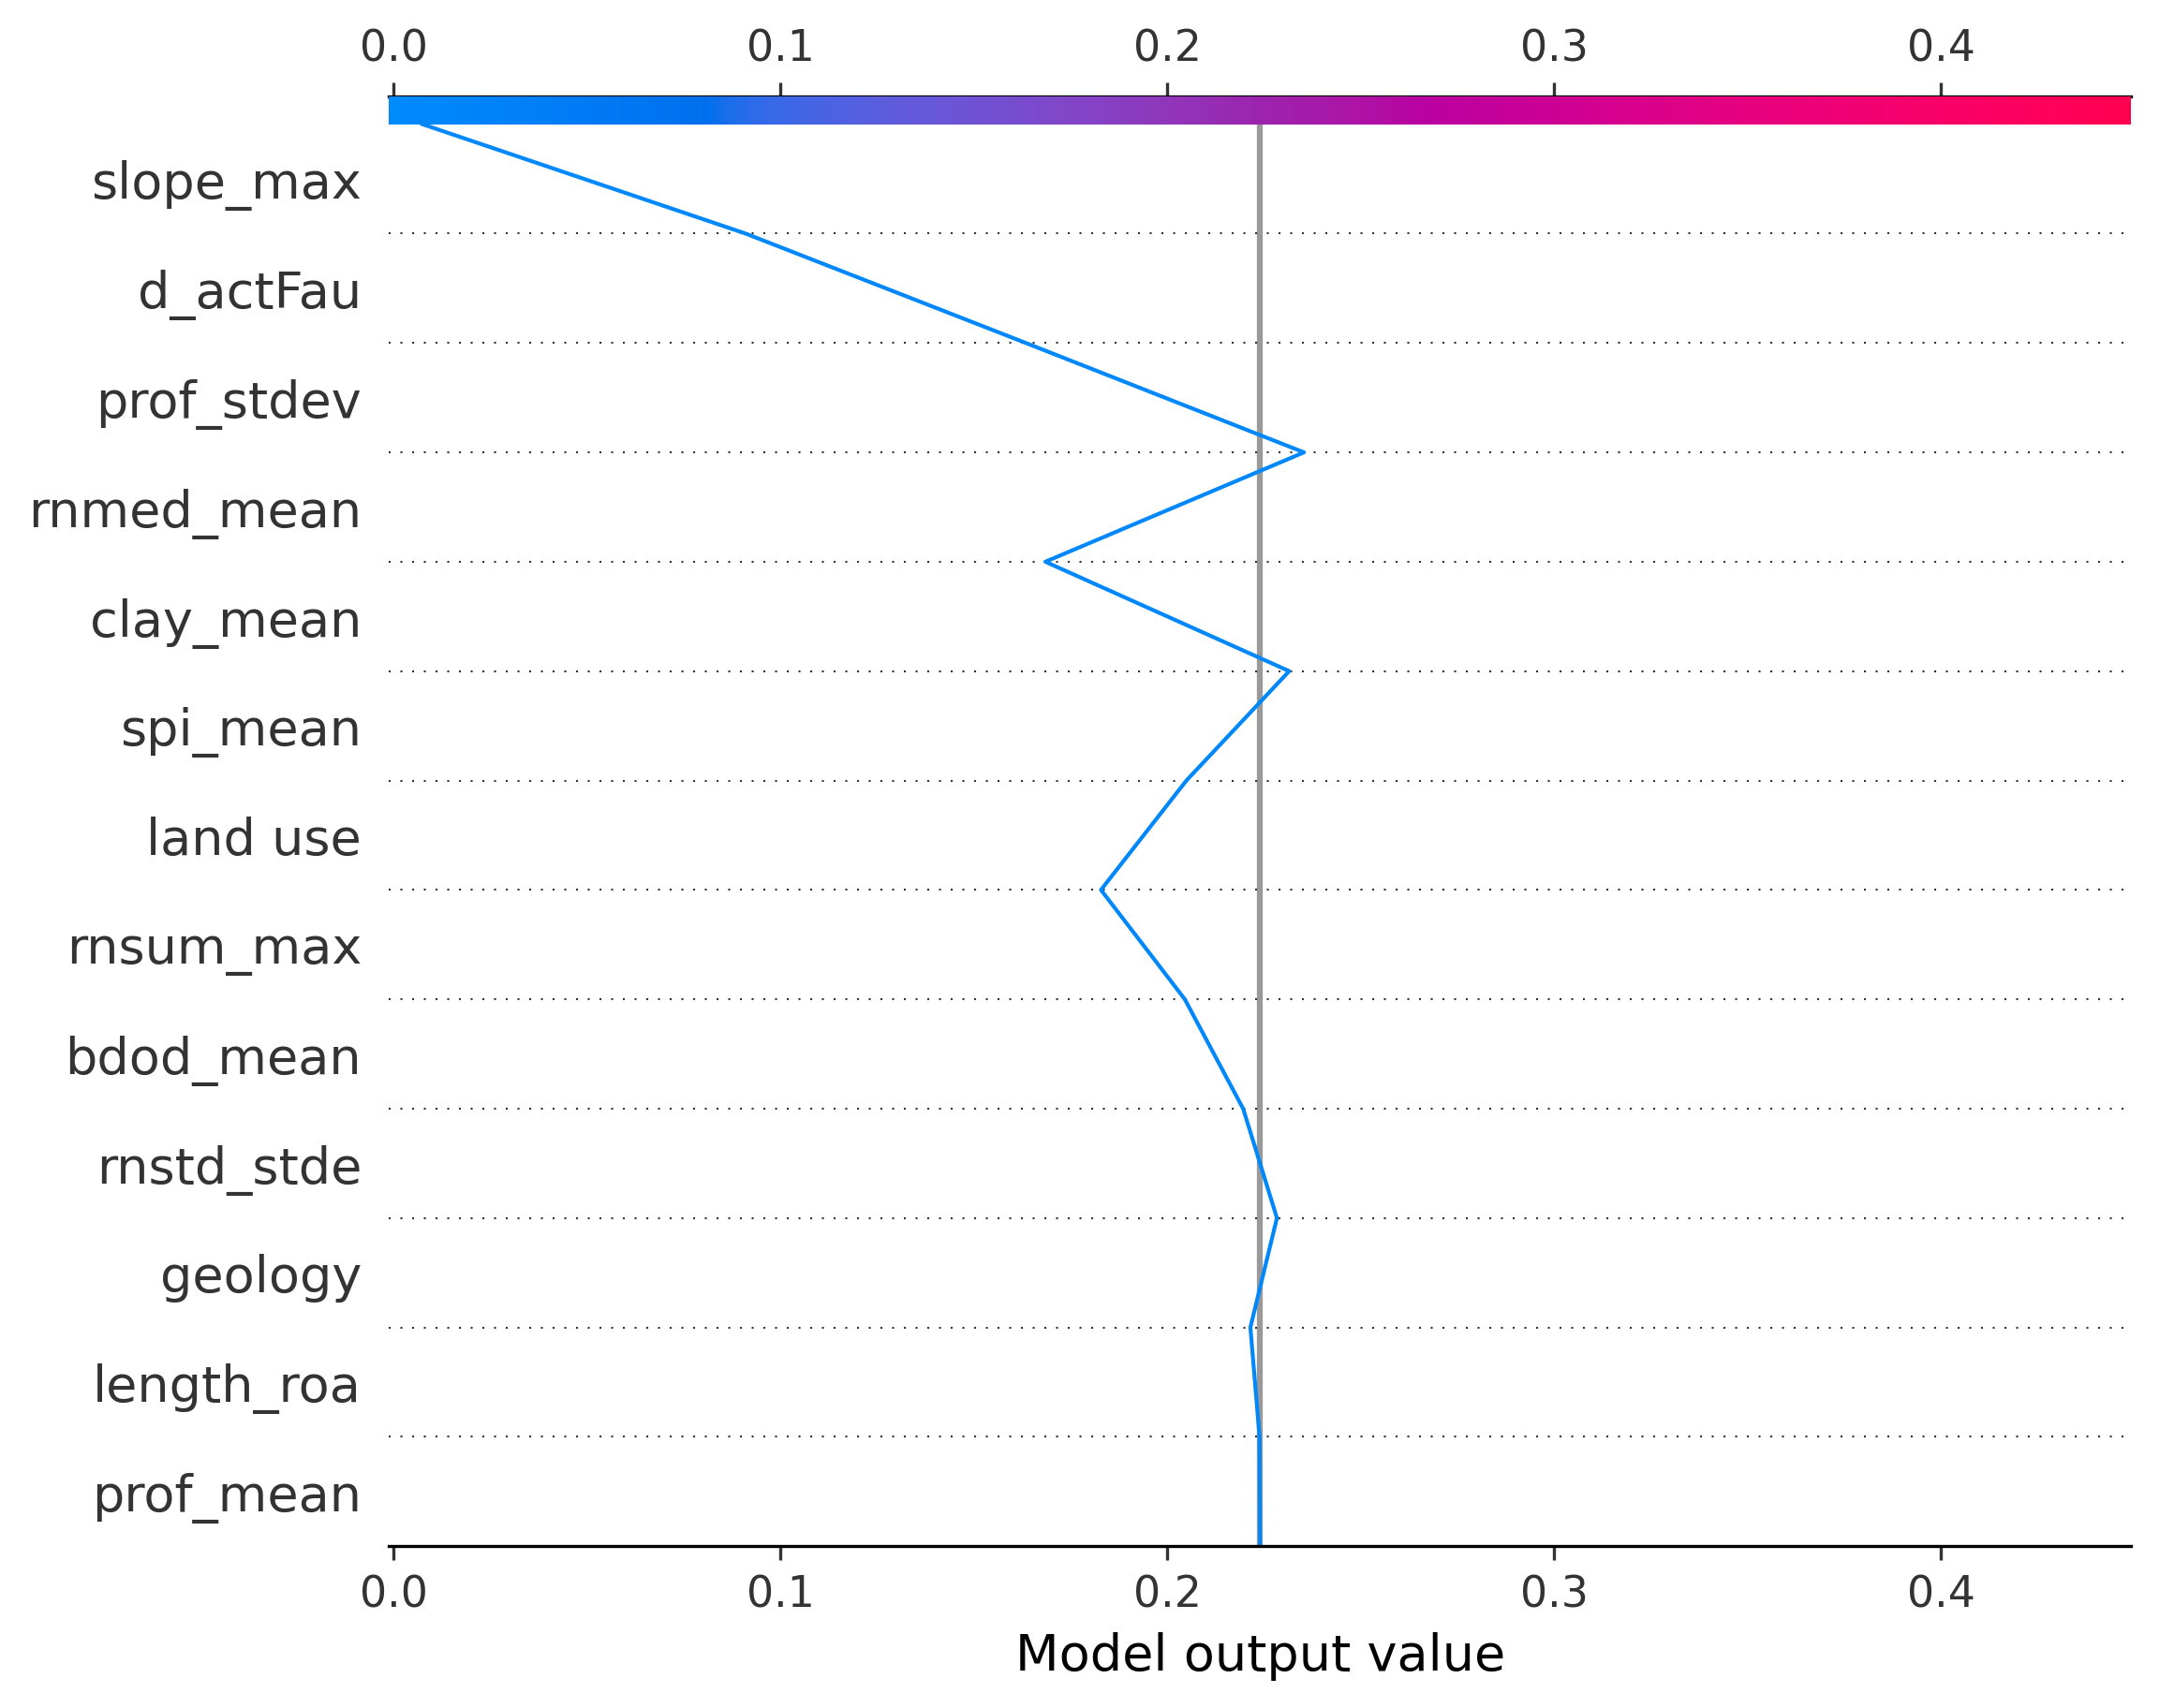 0.0 0.1 0.2 0.3 0.4
slope_max
d_actFau
prof_stdev
rnmed_mean
clay_mean
spi_mean
land use
rnsum_max
bdod_mean
rnstd_stde
geology
length_roa
prof_mean
0.0 0.1 0.2 0.3 0.4
Model output value